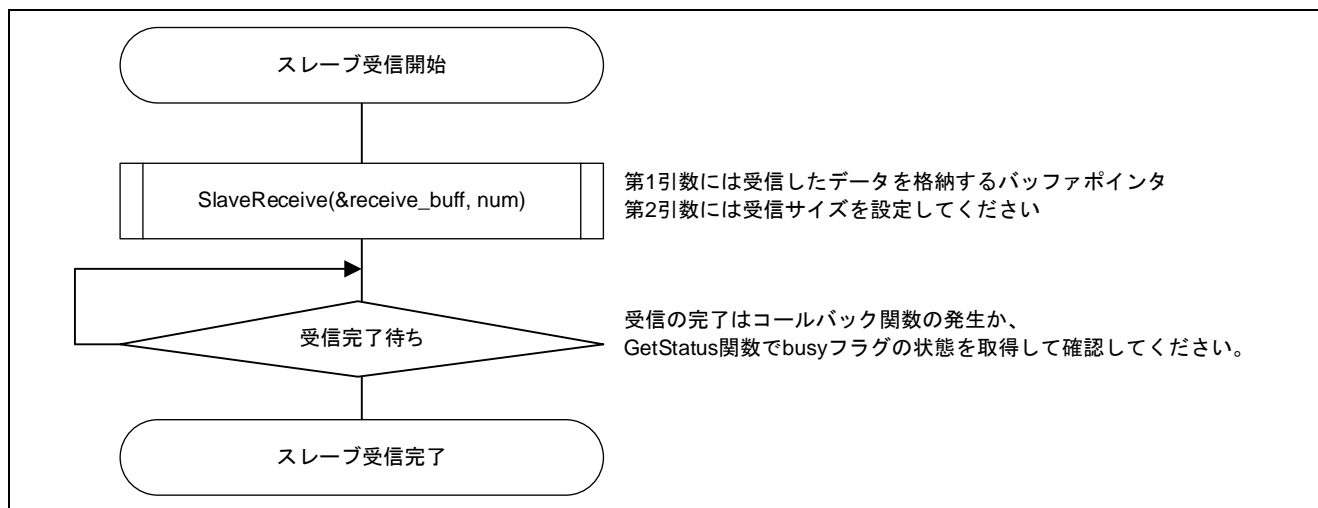 スレーブ受信開始
SlaveReceive(&receive_buff, num)
第1引数には受信したデータを格納するバッファポインタ
第2引数には受信サイズを設定してください
受信完了待ち
受信の完了はコールバック関数の発生か、
GetStatus関数でbusyフラグの状態を取得して確認してください。
スレーブ受信完了